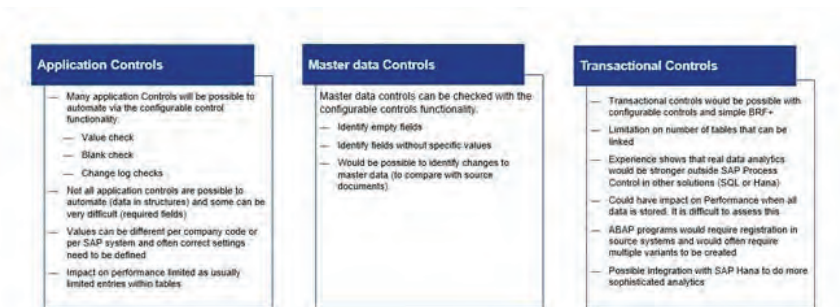 Application Controls
— Many application Controls will be possible to
automate via the configurable control
functionality:
— Value check
— Blank check
— Change log checks
— Not all application controls are possible to
automate (data in structures) and some can be
very difficult (required fields)
— Values can be different per company code or
per SAP system and often correct settings
need to be defined
— Impact on performance limited as usually
limited entries within tables
Master data Controls
Master data controls can be checked with the
configurable controls functionality.
— Identify empty fields
— Identify fields without specific values
— Would be possible to identify changes to
master data (to compare with source
documents)
Transactional Controls
— Transactional controls would be possible with
configurable controls and simple BRF+
— Limitation on number of tables that can be
linked
— Experience shows that real data analytics
would be stronger outside SAP Process
Control in other solutions (SQL or Hana)
— Could have impact on Performance when all
data is stored. It is difficult to assess this
— ABAP programs would require registration in
source systems and would often require
multiple variants to be created
— Possible integration with SAP Hana to do more
sophisticated analytics